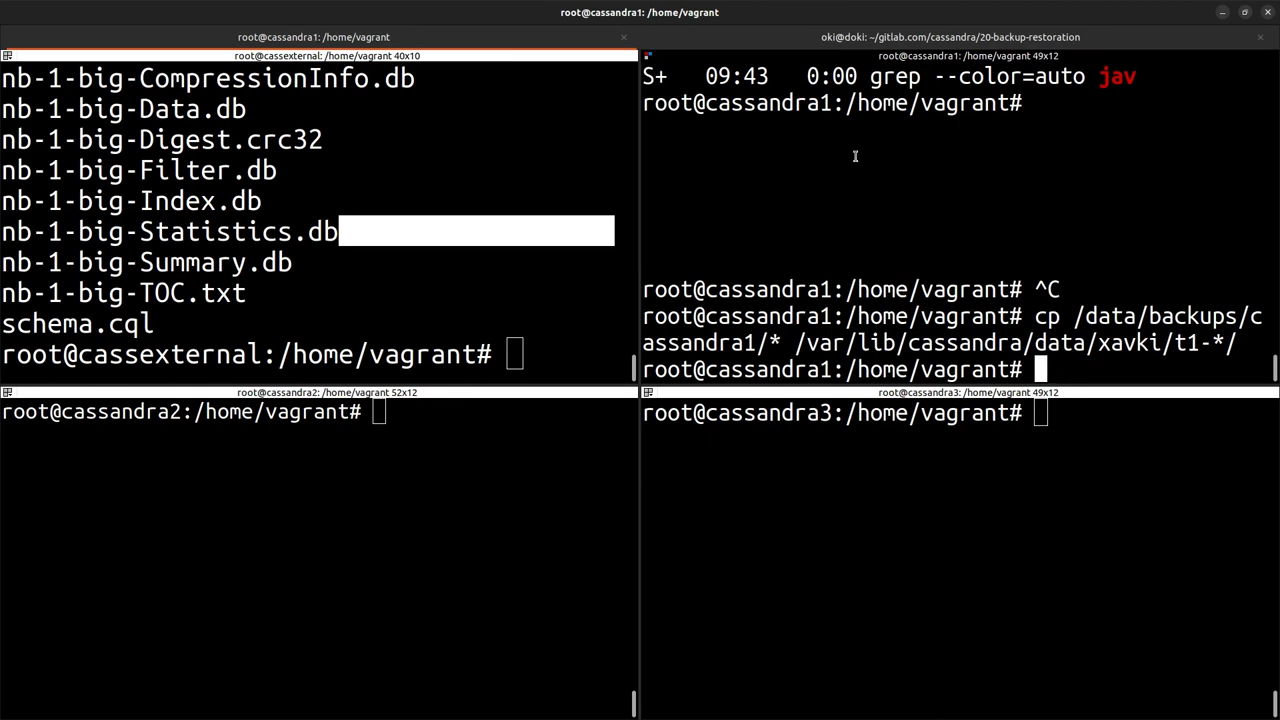 root@cassandra1: /home/vagrant
root@cassandra1: /home/vagrant
oki@doki: ~/gitlab.com/cassandra/20-backup-restoration
root@cassexternal: /home/vagrant 40x10
nb-1-big-CompressionInfo.db
nb-1-big-Data.db
nb-1-big-Digest.crc32
nb-1-big-Filter.db
nb-1-big-Index.db
nb-1-big-Statistics.db
nb-1-big-Summary.db
nb-1-big-TOC.txt
schema.cql
root@cassexternal:/home/vagrant#
root@cassandra1: /home/vagrant 49x12
S+   09:43   0:00 grep --color=auto jav
root@cassandra1:/home/vagrant#
root@cassandra1:/home/vagrant# ^C
root@cassandra1:/home/vagrant# cp /data/backups/c
assandra1/* /var/lib/cassandra/data/xavki/t1-*/
root@cassandra1:/home/vagrant#
root@cassandra2: /home/vagrant 52x12
root@cassandra2:/home/vagrant#
root@cassandra3: /home/vagrant 49x12
root@cassandra3:/home/vagrant#